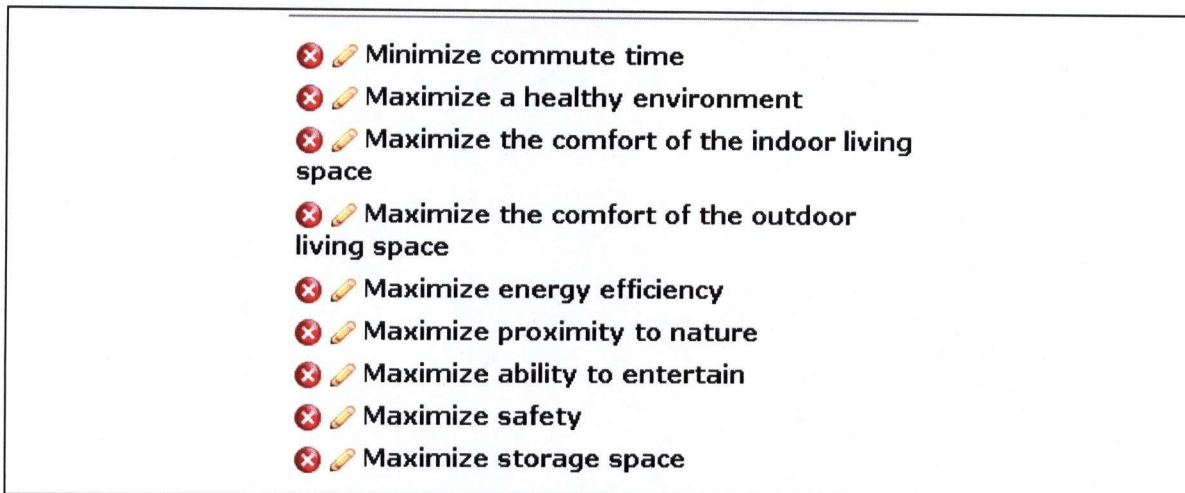 Minimize commute time
Maximize a healthy environment
Maximize the comfort of the indoor living
space
Maximize the comfort of the outdoor
living space
Maximize energy efficiency
Maximize proximity to nature
Maximize ability to entertain
Maximize safety
Maximize storage space